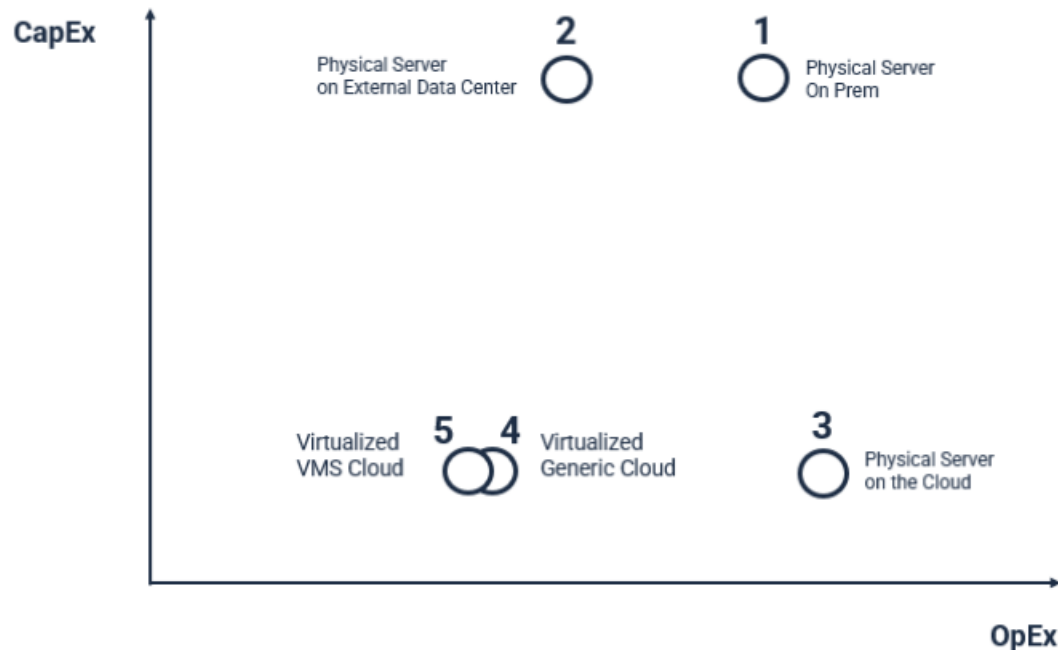 CapEx
2
1
Physical Server
on External Data Center
Physical Server
On Prem
5
4
3
Virtualized
VMS Cloud
Virtualized
Generic Cloud
Physical Server
on the Cloud
OpEx